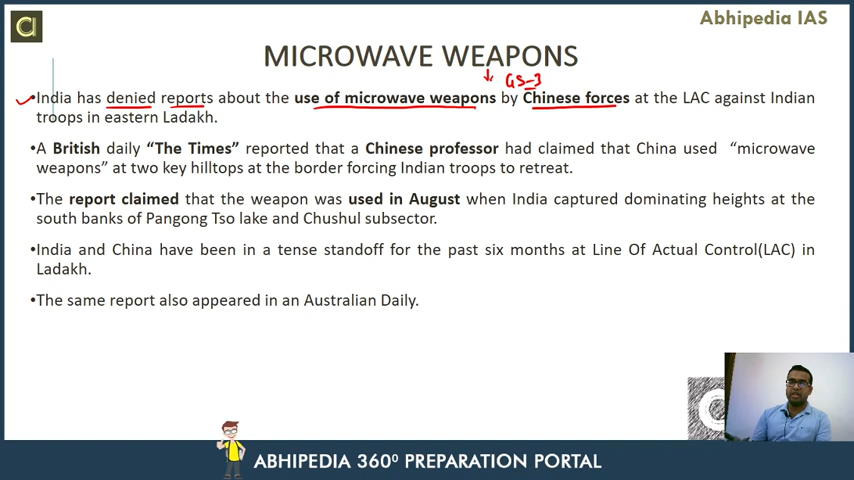 Abhipedia IAS
MICROWAVE WEAPONS
GS-3
•India has denied reports about the use of microwave weapons by Chinese forces at the LAC against Indian
troops in eastern Ladakh.
•A British daily “The Times” reported that a Chinese professor had claimed that China used “microwave
weapons” at two key hilltops at the border forcing Indian troops to retreat.
•The report claimed that the weapon was used in August when India captured dominating heights at the
south banks of Pangong Tso lake and Chushul subsector.
•India and China have been in a tense standoff for the past six months at Line Of Actual Control(LAC) in
Ladakh.
•The same report also appeared in an Australian Daily.
ABHIPEDIA 360⁰ PREPARATION PORTAL